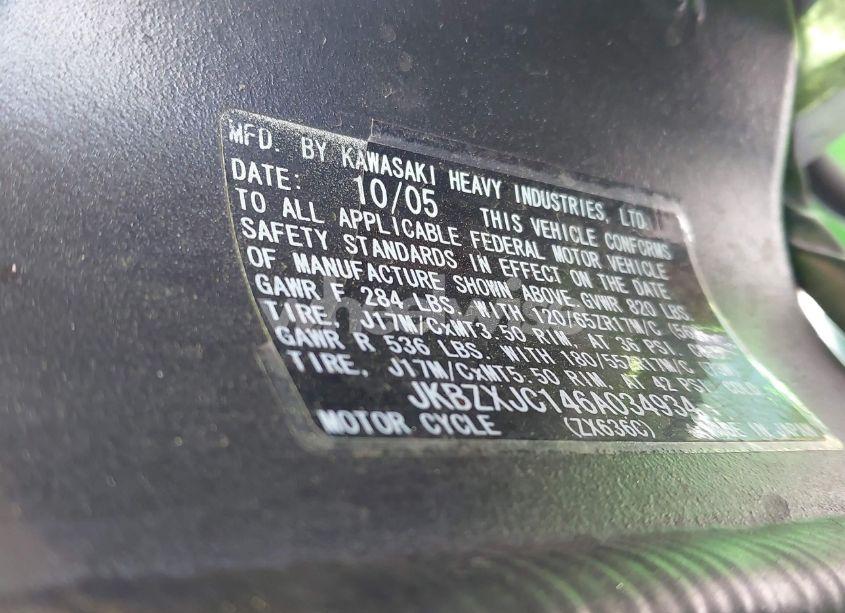 MFD. BY KAWASAKI HEAVY INDUSTRIES, LTD.
DATE: 10/05 THIS VEHICLE CONFORMS
TO ALL APPLICABLE FEDERAL MOTOR VEHICLE
SAFETY STANDARDS IN EFFECT ON THE DATE
OF MANUFACTURE SHOWN ABOVE. GVWR 820 LBS.
GAWR F 284 LBS. WITH 120/65ZR17M/C
TIRE, J17M/CxMT3.50 RIM, AT 36 PSI.
GAWR R 536 LBS. WITH 180/55ZR17M/C
TIRE, J17M/CxMT5.50 RIM, AT 42 PSI.
JKBZXJC146A034934
MOTOR CYCLE (ZX636C) MADE IN JAPAN